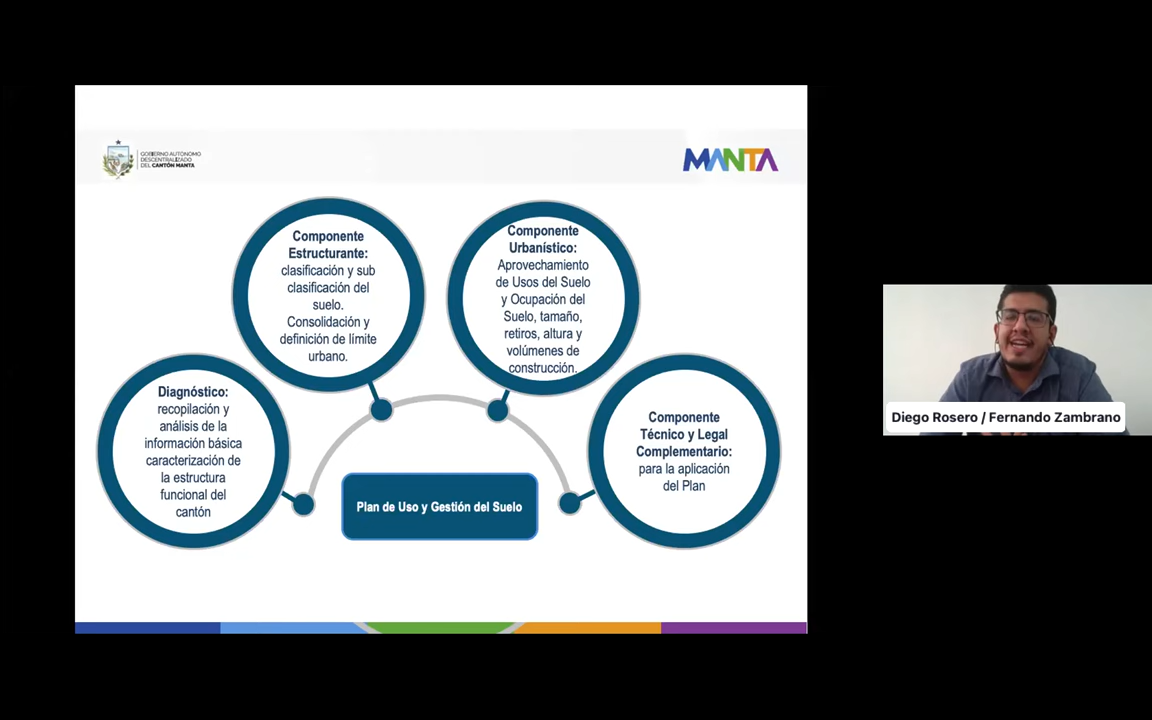 GOBIERNO AUTONOMO
DESCENTRALIZADO
DEL CANTÓN MANTA
MANTA
Componente
Estructurante:
clasificación y sub
clasificación del
suelo.
Consolidación y
definición de límite
urbano.
Componente
Urbanístico:
Aprovechamiento
de Usos del Suelo
y Ocupación del
Suelo, tamaño,
retiros, altura y
volúmenes de
construcción.
Diagnóstico:
recopilación y
análisis de la
información básica
caracterización de
la estructura
funcional del
cantón
Componente
Técnico y Legal
Complementario:
para la aplicación
del Plan
Plan de Uso y Gestión del Suelo
Diego Rosero / Fernando Zambrano